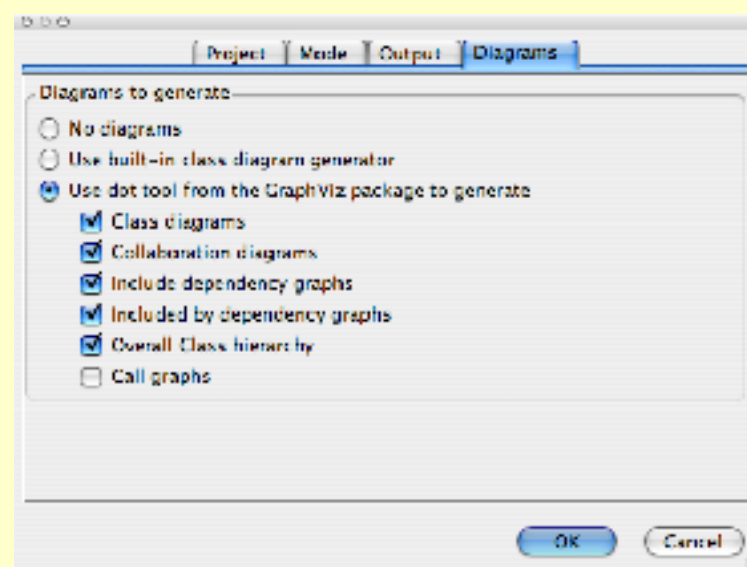 Project Mode Output Diagrams
Diagrams to generate
No diagrams
Use built-in class diagram generator
Use dot tool from the GraphViz package to generate
Class diagrams
Collaboration diagrams
Include dependency graphs
Included by dependency graphs
Overall Class hierarchy
Call graphs
OK Cancel